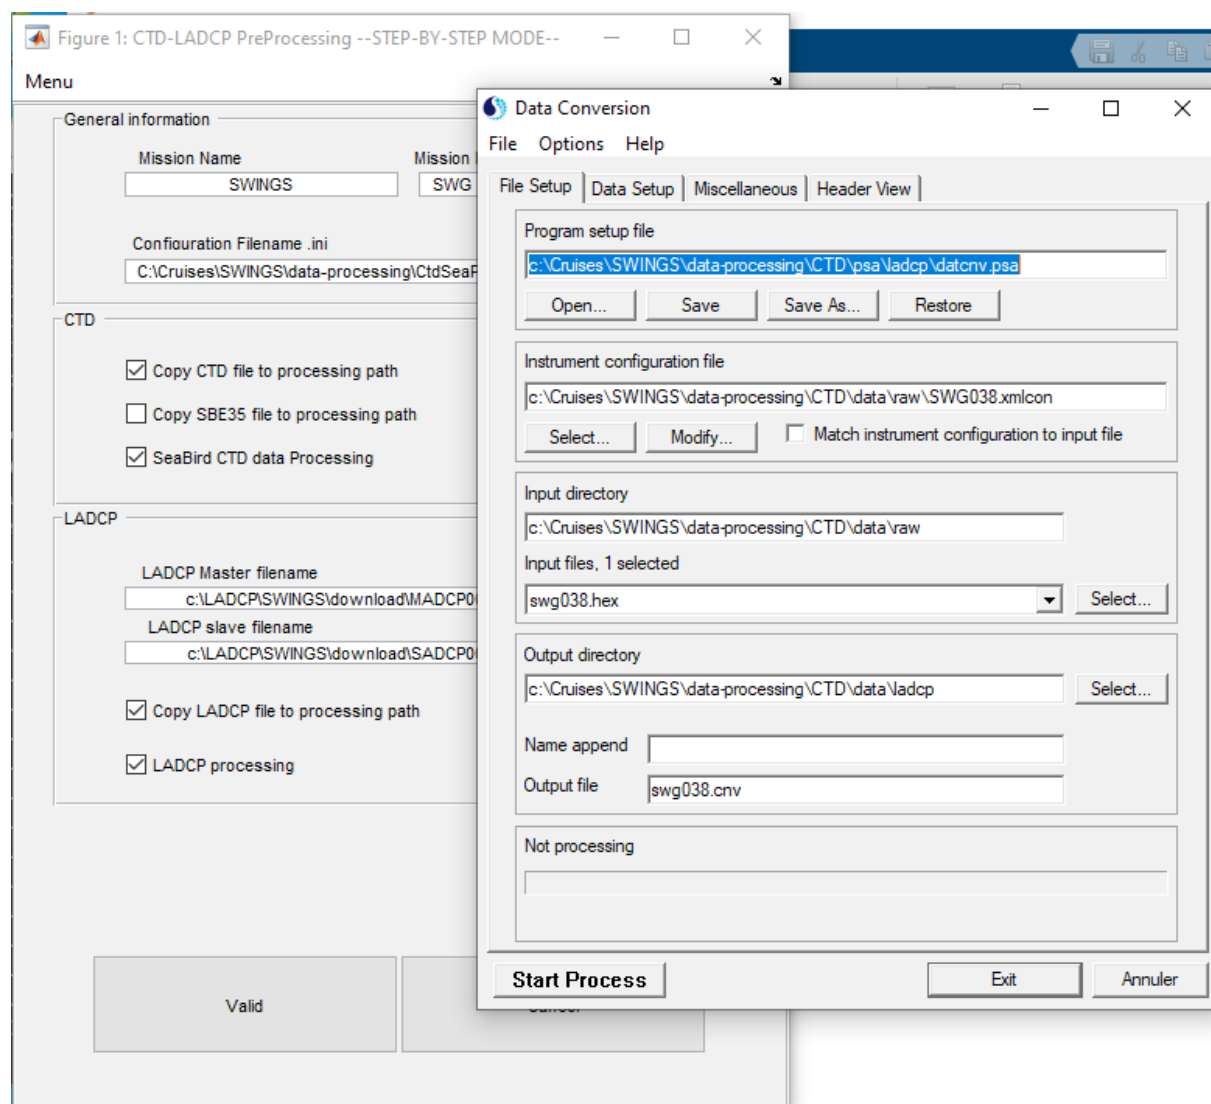 Figure 1: CTD-LADCP PreProcessing --STEP-BY-STEP MODE--
Menu
General information
Mission Name
Mission
SWINGS
SWG
Configuration Filename .ini
C:\Cruises\SWINGS\data-processing\CtdSeaP
CTD
Copy CTD file to processing path
Copy SBE35 file to processing path
SeaBird CTD data Processing
LADCP
LADCP Master filename
c:\LADCP\SWINGS\download\MADCP0
LADCP slave filename
c:\LADCP\SWINGS\download\SADCP0
Copy LADCP file to processing path
LADCP processing
Valid
Data Conversion
File Options Help
File Setup Data Setup Miscellaneous Header View
Program setup file
c:\Cruises\SWINGS\data-processing\CTD\psa\ladcp\datcnv.psa
Open... Save Save As... Restore
Instrument configuration file
c:\Cruises\SWINGS\data-processing\CTD\data\raw\SWG038.xmlcon
Select... Modify... Match instrument configuration to input file
Input directory
c:\Cruises\SWINGS\data-processing\CTD\data\raw
Input files, 1 selected
swg038.hex
Select...
Output directory
c:\Cruises\SWINGS\data-processing\CTD\data\ladcp
Select...
Name append
Output file
swg038.cnv
Not processing
Start Process Exit Annuler